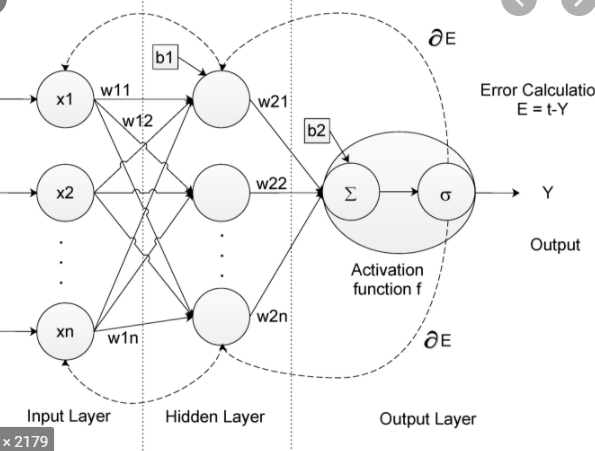 ∂E
b1
Error Calculatio
E = t-Y
x1
w11
w21
w12
b2
x2
w22
Σ
σ
Y
Output
Activation
function f
xn
w1n
w2n
∂E
Input Layer
Hidden Layer
Output Layer
× 2179